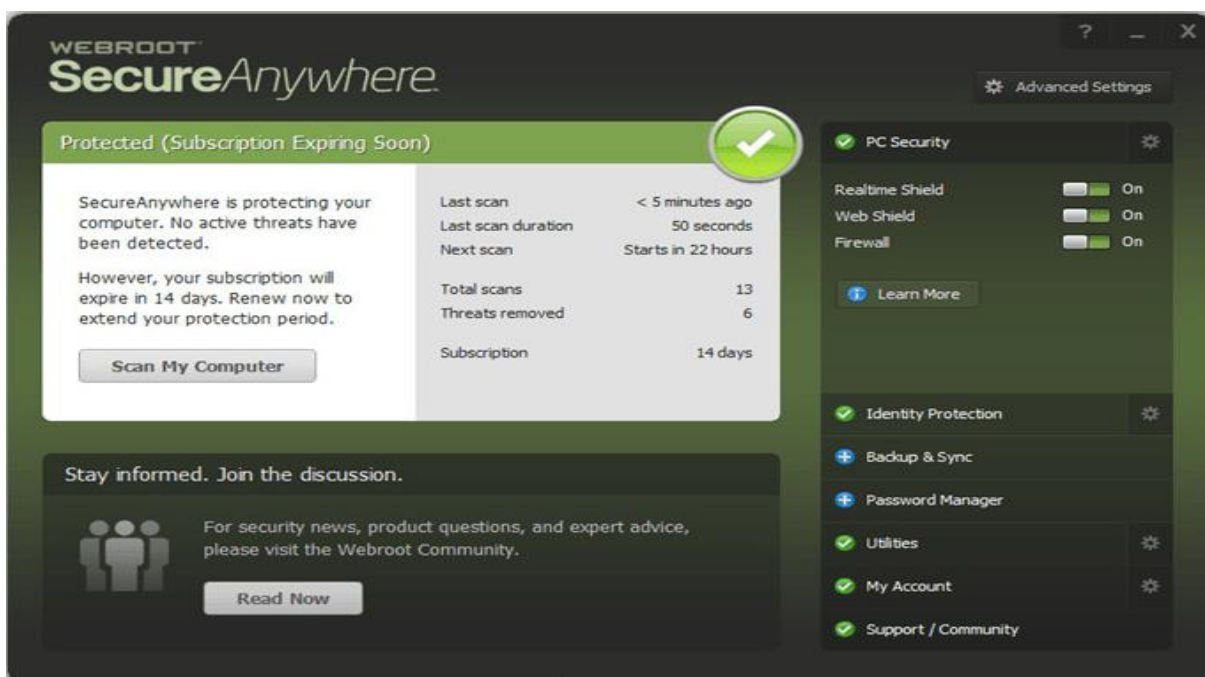 WEBROOT
SecureAnywhere.
?
Advanced Settings
Protected (Subscription Expiring Soon)
SecureAnywhere is protecting your
computer. No active threats have
been detected.
However, your subscription will
expire in 14 days. Renew now to
extend your protection period.
Scan My Computer
Last scan < 5 minutes ago
Last scan duration 50 seconds
Next scan Starts in 22 hours
Total scans 13
Threats removed 6
Subscription 14 days
Stay informed. Join the discussion.
For security news, product questions, and expert advice,
please visit the Webroot Community.
Read Now
PC Security
Realtime Shield On
Web Shield On
Firewall On
Learn More
Identity Protection
Backup & Sync
Password Manager
Utilities
My Account
Support / Community